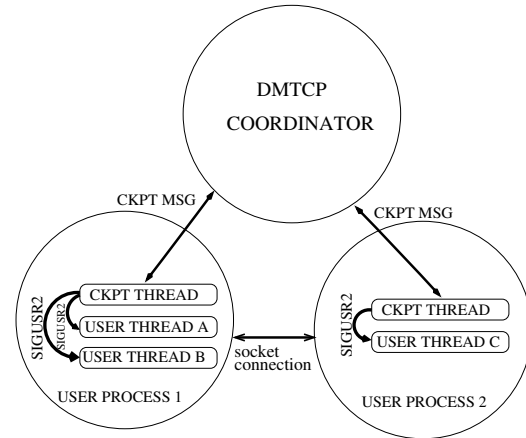 DMTCP
COORDINATOR
CKPT MSG
CKPT MSG
SIGUSR2
SIGUSR2
CKPT THREAD
USER THREAD A
USER THREAD B
USER PROCESS 1
socket
connection
SIGUSR2
CKPT THREAD
USER THREAD C
USER PROCESS 2